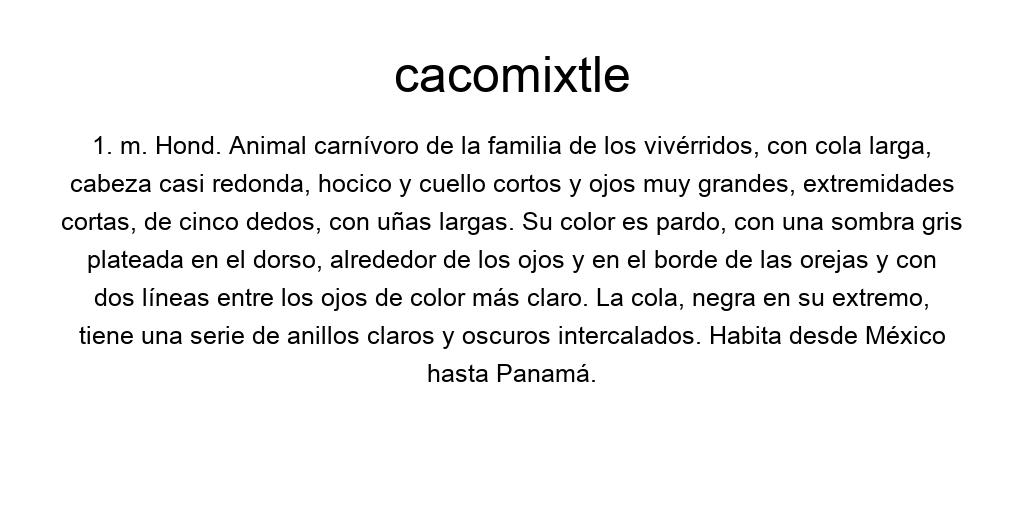 cacomixtle
1. m. Hond. Animal carnívoro de la familia de los vivérridos, con cola larga,
cabeza casi redonda, hocico y cuello cortos y ojos muy grandes, extremidades
cortas, de cinco dedos, con uñas largas. Su color es pardo, con una sombra gris
plateada en el dorso, alrededor de los ojos y en el borde de las orejas y con
dos líneas entre los ojos de color más claro. La cola, negra en su extremo,
tiene una serie de anillos claros y oscuros intercalados. Habita desde México
hasta Panamá.